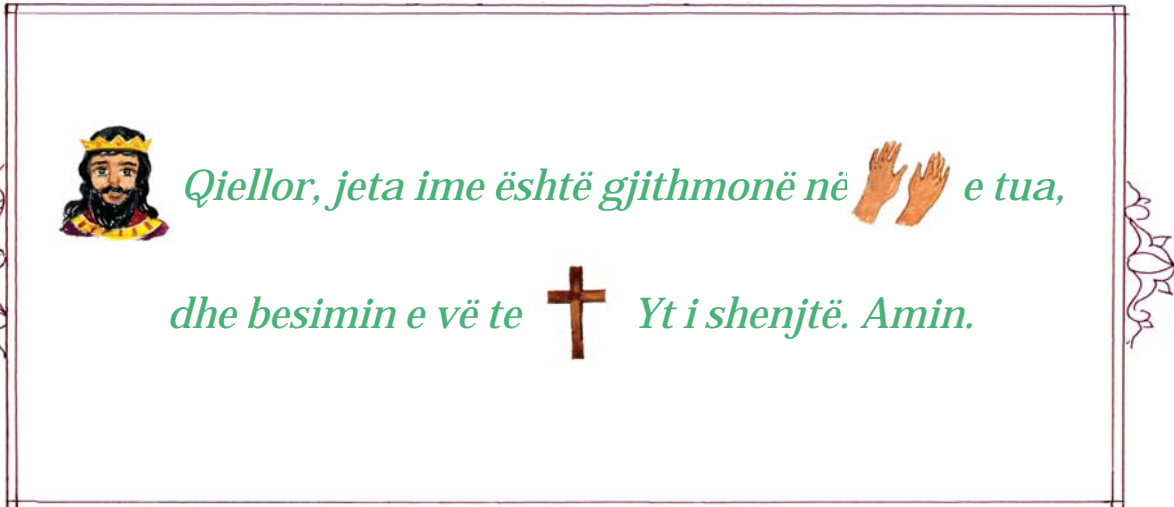 Qiellor, jeta ime është gjithmonë në e tua,
dhe besimin e vë te Yt i shenjtë. Amin.